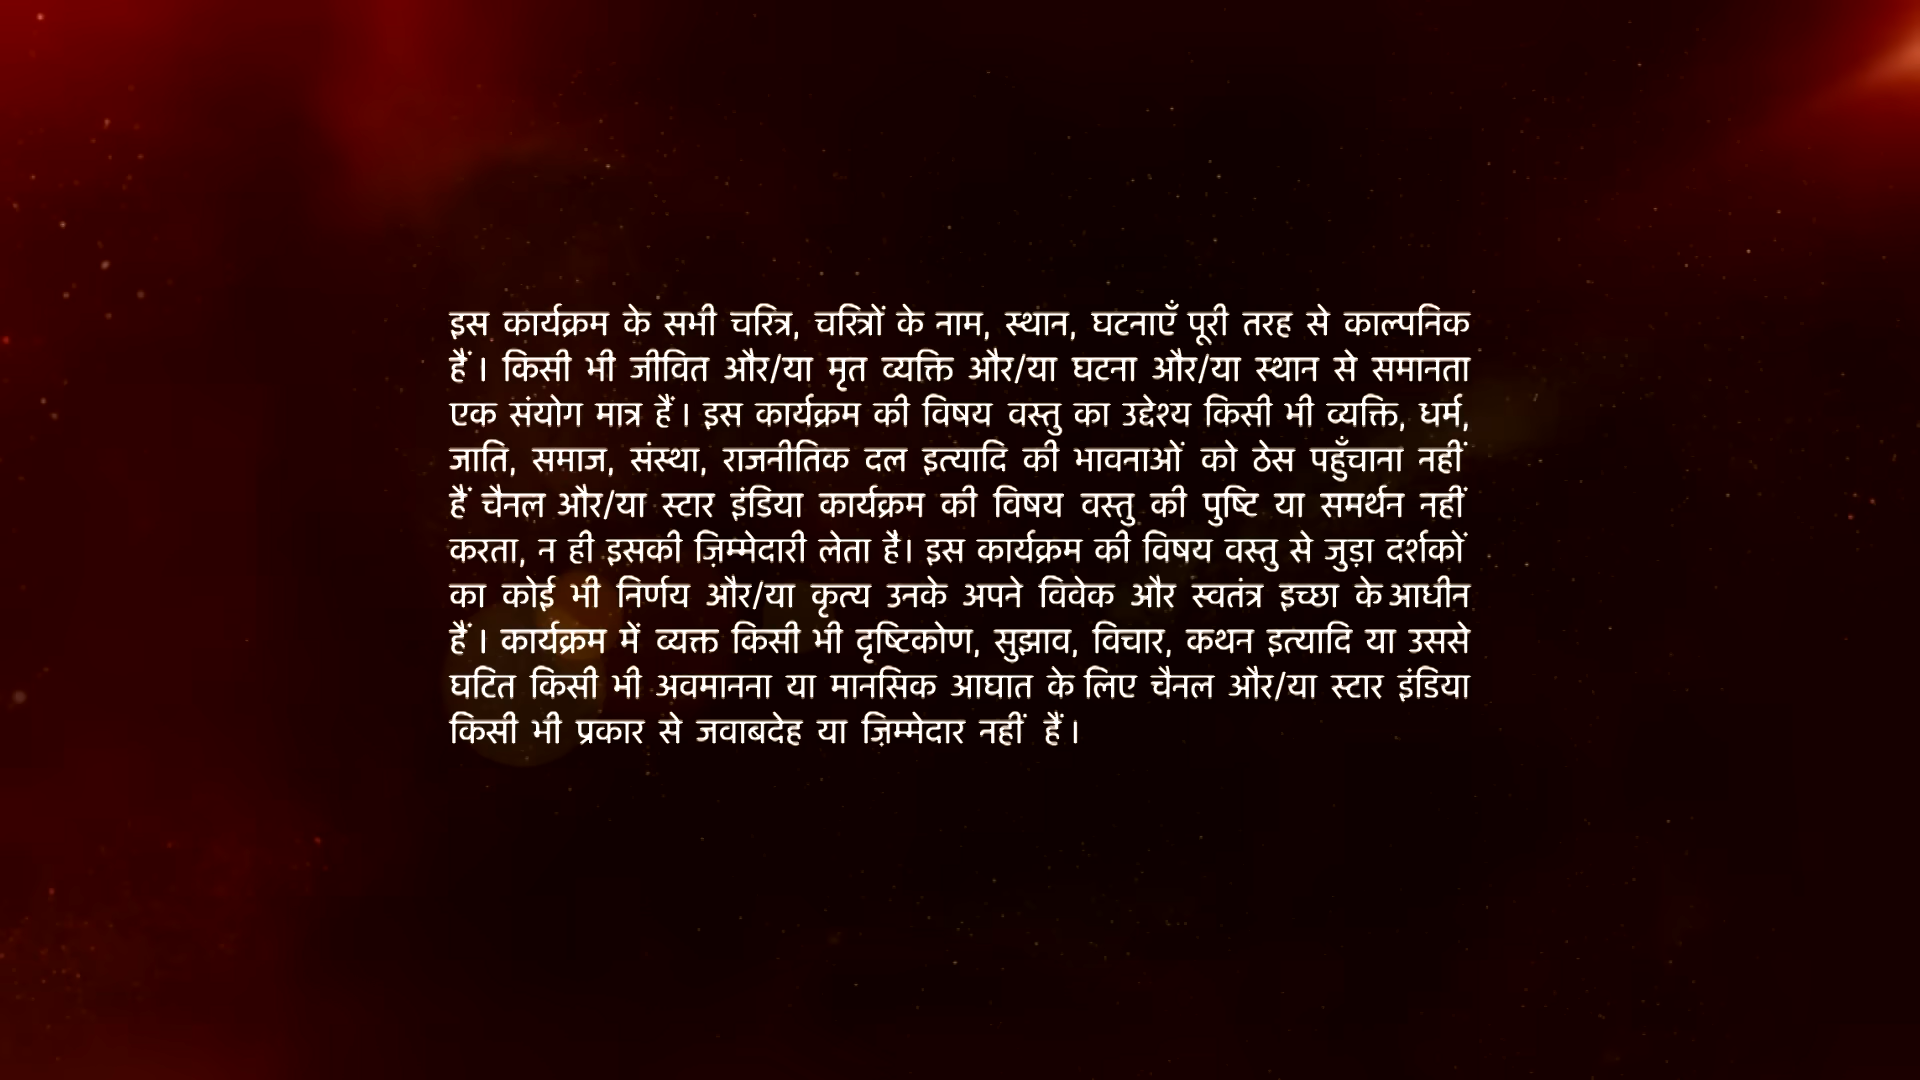 इस कार्यक्रम के सभी चरित्र, चरित्रों के नाम, स्थान, घटनाएँ पूरी तरह से काल्पनिक
हैं । किसी भी जीवित और/या मृत व्यक्ति और/या घटना और/या स्थान से समानता
एक संयोग मात्र हैं । इस कार्यक्रम की विषय वस्तु का उद्देश्य किसी भी व्यक्ति, धर्म,
जाति, समाज, संस्था, राजनीतिक दल इत्यादि की भावनाओं को ठेस पहुँचाना नहीं
हैं चैनल और/या स्टार इंडिया कार्यक्रम की विषय वस्तु की पुष्टि या समर्थन नहीं
करता, न ही इसकी ज़िम्मेदारी लेता है। इस कार्यक्रम की विषय वस्तु से जुड़ा दर्शकों
का कोई भी निर्णय और/या कृत्य उनके अपने विवेक और स्वतंत्र इच्छा के आधीन
हैं । कार्यक्रम में व्यक्त किसी भी दृष्टिकोण, सुझाव, विचार, कथन इत्यादि या उससे
घटित किसी भी अवमानना या मानसिक आघात के लिए चैनल और/या स्टार इंडिया
किसी भी प्रकार से जवाबदेह या ज़िम्मेदार नहीं हैं ।